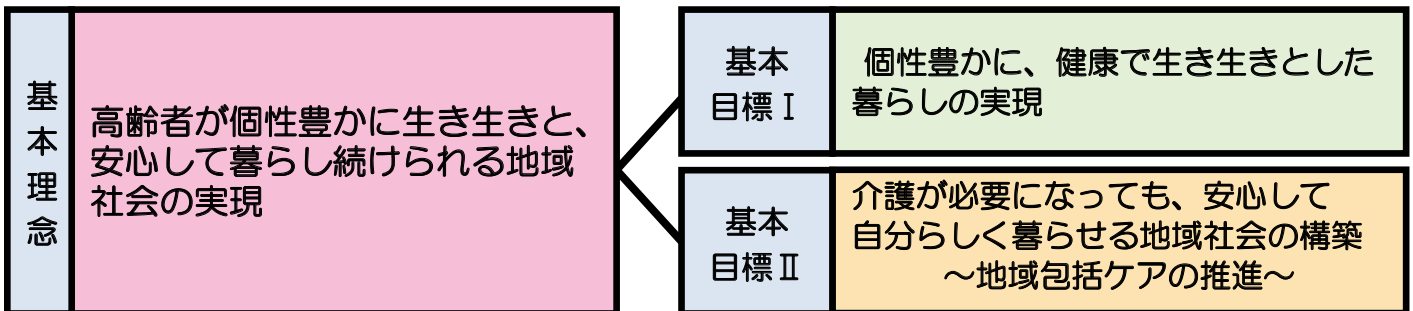 基本理念
高齢者が個性豊かに生き生きと、
安心して暮らし続けられる地域
社会の実現
基本
目標Ⅰ
個性豊かに、健康で生き生きとした
暮らしの実現
基本
目標Ⅱ
介護が必要になっても、安心して
自分らしく暮らせる地域社会の構築
～地域包括ケアの推進～